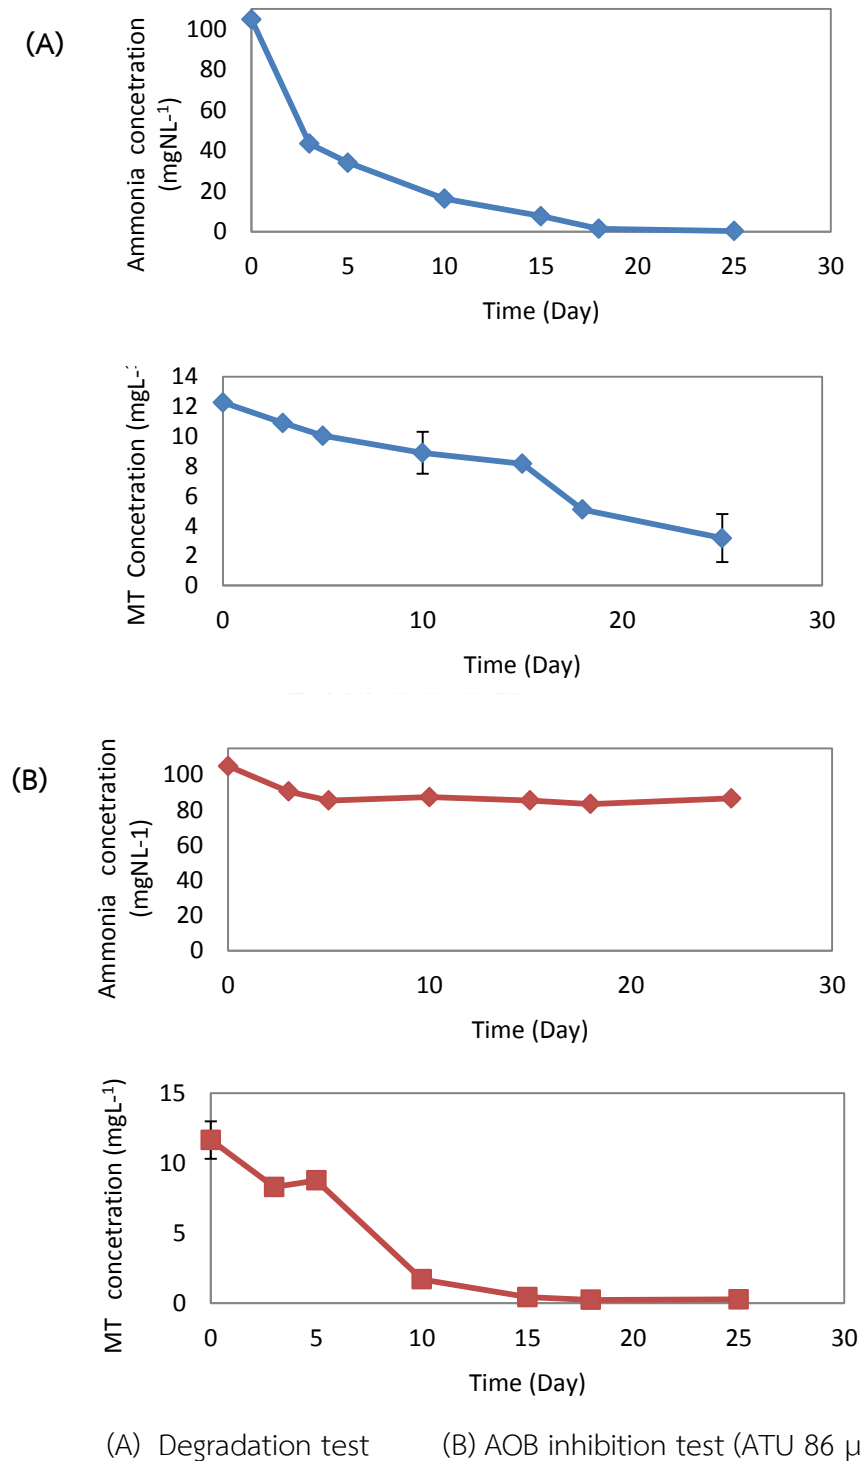 (A)
Ammonia concetration
(mgNL-¹)
100
80
60
40
20
0
0 5 10 15 20 25 30
Time (Day)
MT Concetration (mgL-
14
12
10
8
6
4
2
0
0 10 20 30
Time (Day)
(B)
Ammonia concetration
(mgNL-1)
100
80
60
40
20
0
0 10 20 30
Time (Day)
MT concetration (mgL-¹)
15
10
5
0
0 5 10 15 20 25 30
Time (Day)
(A) Degradation test (B) AOB inhibition test (ATU 86 μ